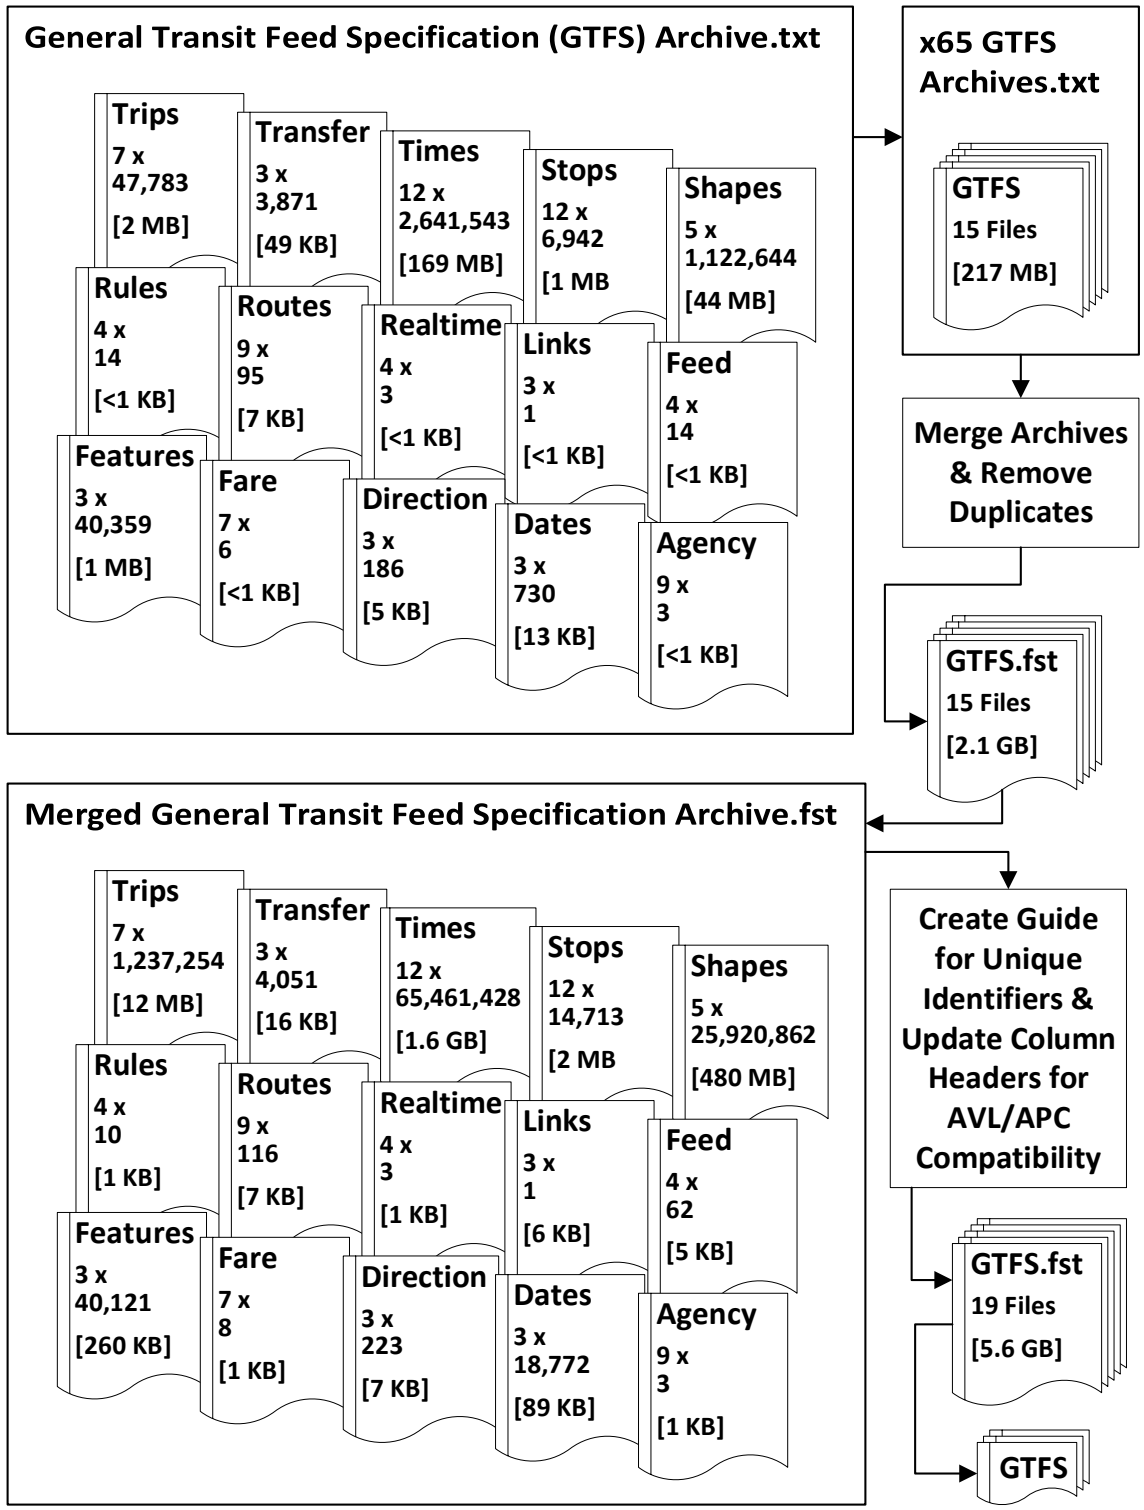 General Transit Feed Specification (GTFS) Archive.txt
Trips
7 x
47,783
[2 MB]
Transfer
3 x
3,871
[49 KB]
Times
12 x
2,641,543
[169 MB]
Stops
12 x
6,942
[1 MB
Shapes
5 x
1,122,644
[44 MB]
Rules
4 x
14
[<1 KB]
Routes
9 x
95
[7 KB]
Realtime
4 x
3
[<1 KB]
Links
3 x
1
[<1 KB]
Feed
4 x
14
[<1 KB]
Features
3 x
40,359
[1 MB]
Fare
7 x
6
[<1 KB]
Direction
3 x
186
[5 KB]
Dates
3 x
730
[13 KB]
Agency
9 x
3
[<1 KB]
x65 GTFS
Archives.txt
GTFS
15 Files
[217 MB]
Merge Archives
& Remove
Duplicates
GTFS.fst
15 Files
[2.1 GB]
Merged General Transit Feed Specification Archive.fst
Trips
7 x
1,237,254
[12 MB]
Transfer
3 x
4,051
[16 KB]
Times
12 x
65,461,428
[1.6 GB]
Stops
12 x
14,713
[2 MB
Shapes
5 x
25,920,862
[480 MB]
Rules
4 x
10
[1 KB]
Routes
9 x
116
[7 KB]
Realtime
4 x
3
[1 KB]
Links
3 x
1
[6 KB]
Feed
4 x
62
[5 KB]
Features
3 x
40,121
[260 KB]
Fare
7 x
8
[1 KB]
Direction
3 x
223
[7 KB]
Dates
3 x
18,772
[89 KB]
Agency
9 x
3
[1 KB]
Create Guide
for Unique
Identifiers &
Update Column
Headers for
AVL/APC
Compatibility
GTFS.fst
19 Files
[5.6 GB]
GTFS